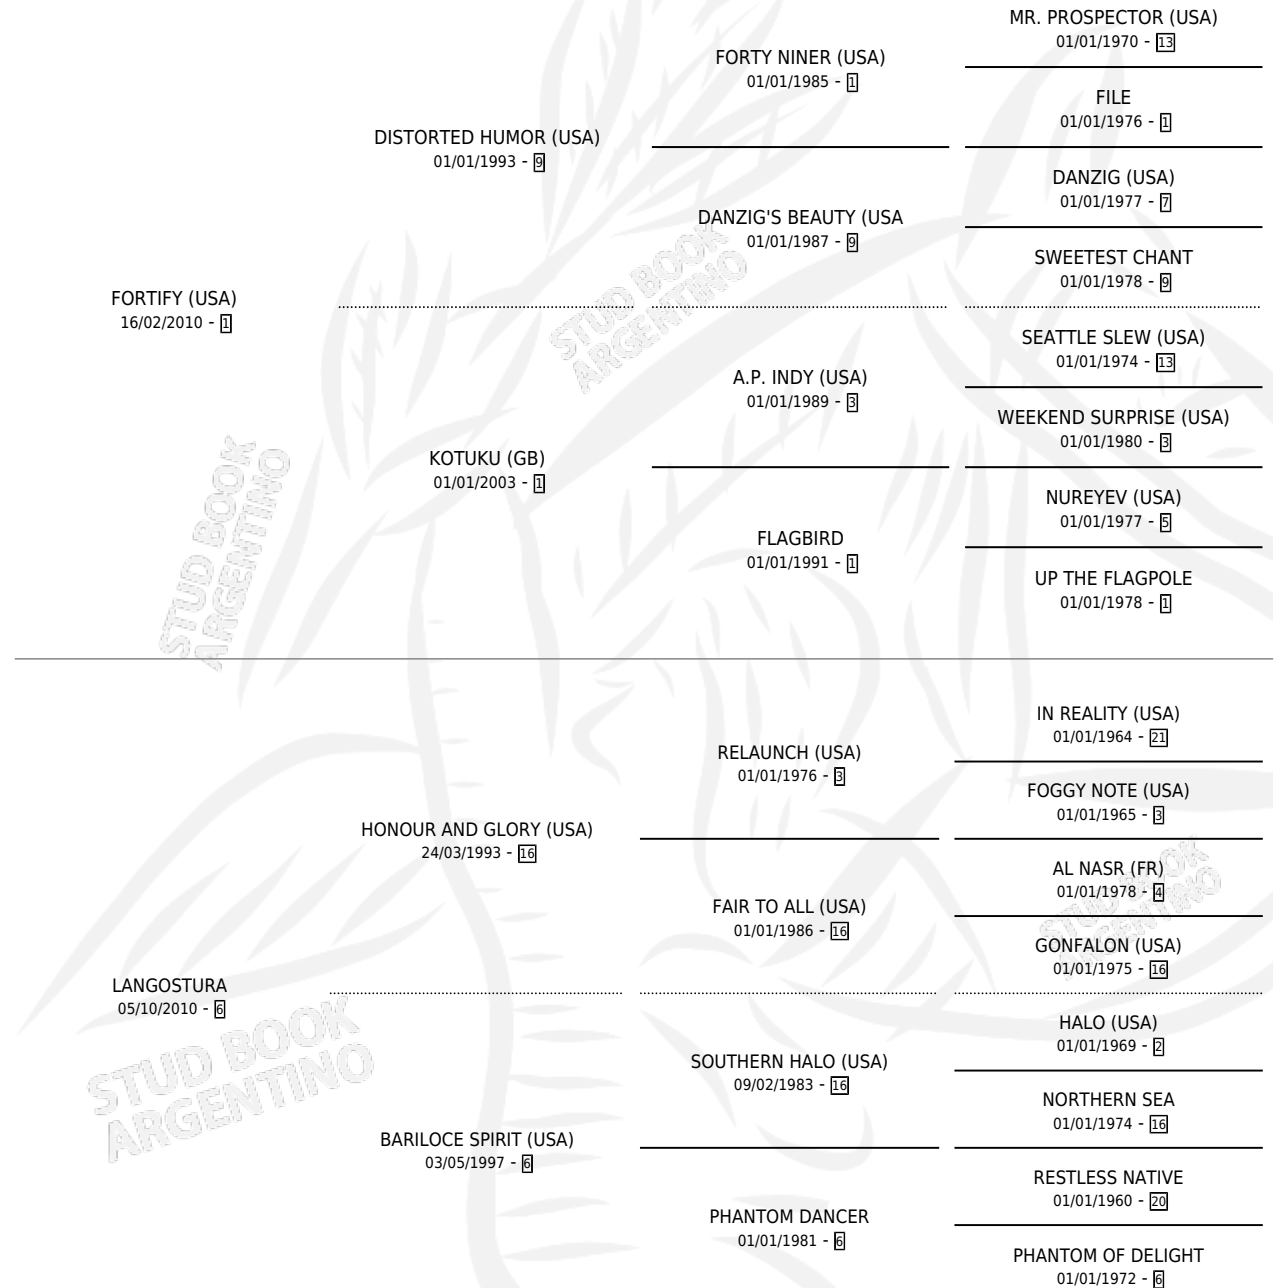 MR. PROSPECTOR (USA)
01/01/1970 - 13
FORTY NINER (USA)
01/01/1985 - 1
FILE
01/01/1976 - 1
DISTORTED HUMOR (USA)
01/01/1993 - 9
DANZIG (USA)
01/01/1977 - 7
DANZIG'S BEAUTY (USA
01/01/1987 - 9
SWEETEST CHANT
01/01/1978 - 9
FORTIFY (USA)
16/02/2010 - 1
STUD BOOK
ARGENTINO
SEATTLE SLEW (USA)
01/01/1974 - 13
A.P. INDY (USA)
01/01/1989 - 3
WEEKEND SURPRISE (USA)
01/01/1980 - 3
KOTUKU (GB)
01/01/2003 - 1
NUREYEV (USA)
01/01/1977 - 5
FLAGBIRD
01/01/1991 - 1
UP THE FLAGPOLE
01/01/1978 - 1
STUD BOOK
ARGENTINO
IN REALITY (USA)
01/01/1964 - 21
RELAUNCH (USA)
01/01/1976 - 3
FOGGY NOTE (USA)
01/01/1965 - 3
HONOUR AND GLORY (USA)
24/03/1993 - 16
AL NASR (FR)
01/01/1978 - 4
FAIR TO ALL (USA)
01/01/1986 - 16
GONFALON (USA)
01/01/1975 - 16
STUD BOOK
ARGENTINO
LANGOSTURA
05/10/2010 - 6
HALO (USA)
01/01/1969 - 2
SOUTHERN HALO (USA)
09/02/1983 - 16
NORTHERN SEA
01/01/1974 - 16
STUD BOOK
ARGENTINO
BARILOCE SPIRIT (USA)
03/05/1997 - 6
RESTLESS NATIVE
01/01/1960 - 20
PHANTOM DANCER
01/01/1981 - 6
PHANTOM OF DELIGHT
01/01/1972 - 6